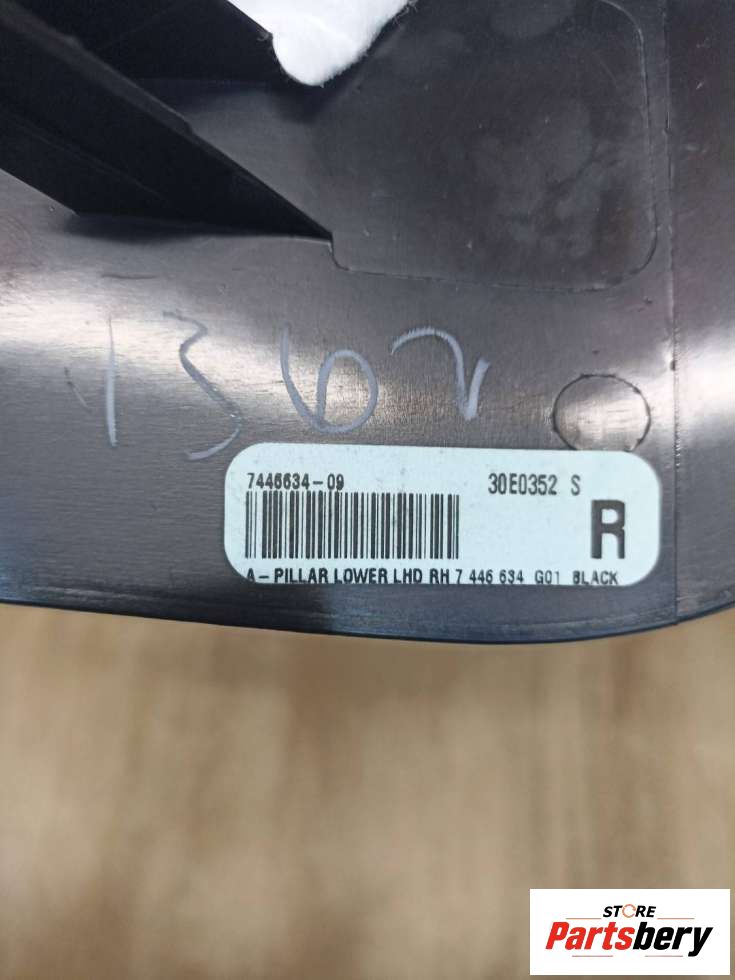 1362
7446634-09 30E0352 S
R
A-PILLAR LOWER LHD RH 7 446 634 G01 BLACK
STORE
Partsbery